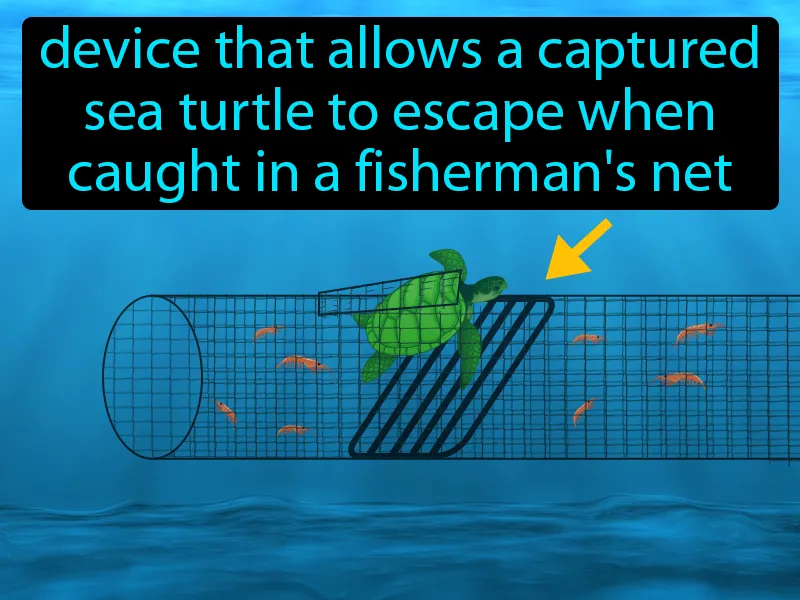 device that allows a captured
sea turtle to escape when
caught in a fisherman's net